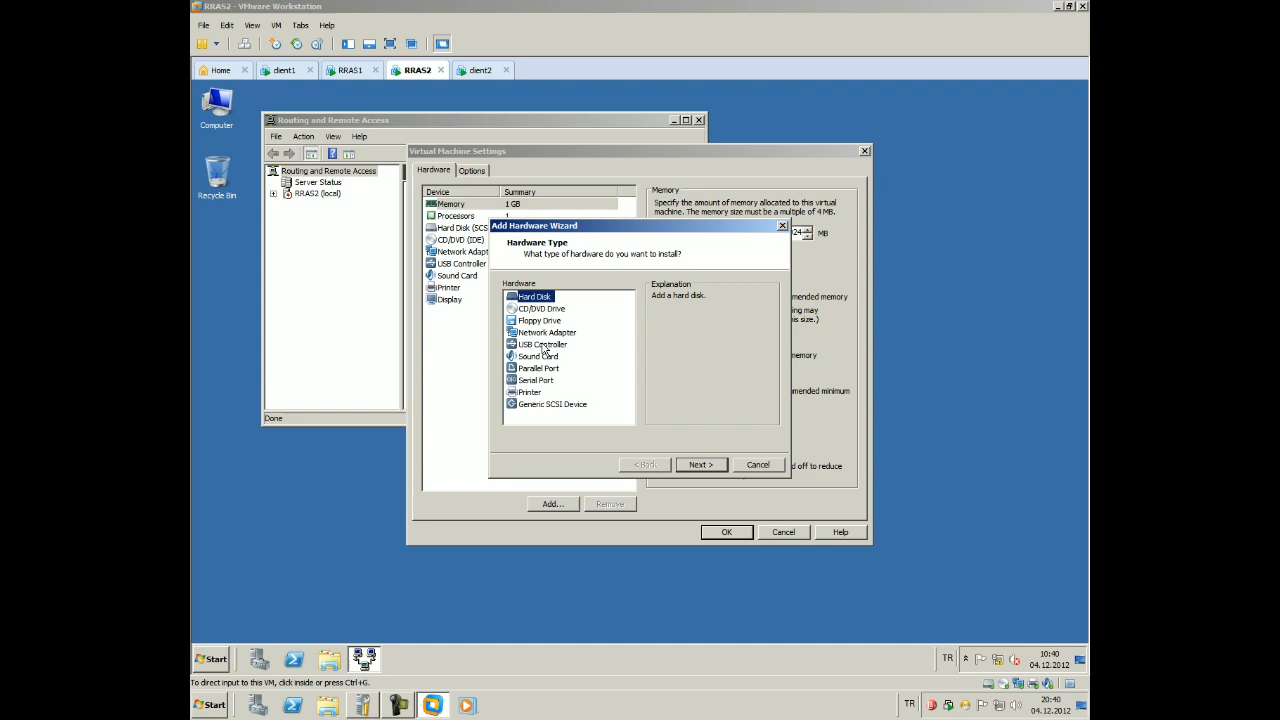 RRAS2 - VMware Workstation
File Edit View VM Tabs Help
Home client1 RRAS1 RRAS2 client2
Computer
Recycle Bin
Routing and Remote Access
File Action View Help
Routing and Remote Access
Server Status
RRAS2 (local)
Done
Virtual Machine Settings
Hardware Options
Device Summary
Memory 1 GB
Processors 1
Hard Disk (SCS
CD/DVD (IDE)
Network Adapt
USB Controller
Sound Card
Printer
Display
Memory
Specify the amount of memory allocated to this virtual
machine. The memory size must be a multiple of 4 MB.
24 MB
mended memory
ing may
is size.)
emory
mended minimum
d off to reduce
Add... Remove
OK Cancel Help
Add Hardware Wizard
Hardware Type
What type of hardware do you want to install?
Hardware
Hard Disk
CD/DVD Drive
Floppy Drive
Network Adapter
USB Controller
Sound Card
Parallel Port
Serial Port
Printer
Generic SCSI Device
Explanation
Add a hard disk.
< Back Next > Cancel
Start TR 10:40
04.12.2012
To direct input to this VM, click inside or press Ctrl+G.
Start TR 20:40
04.12.2012